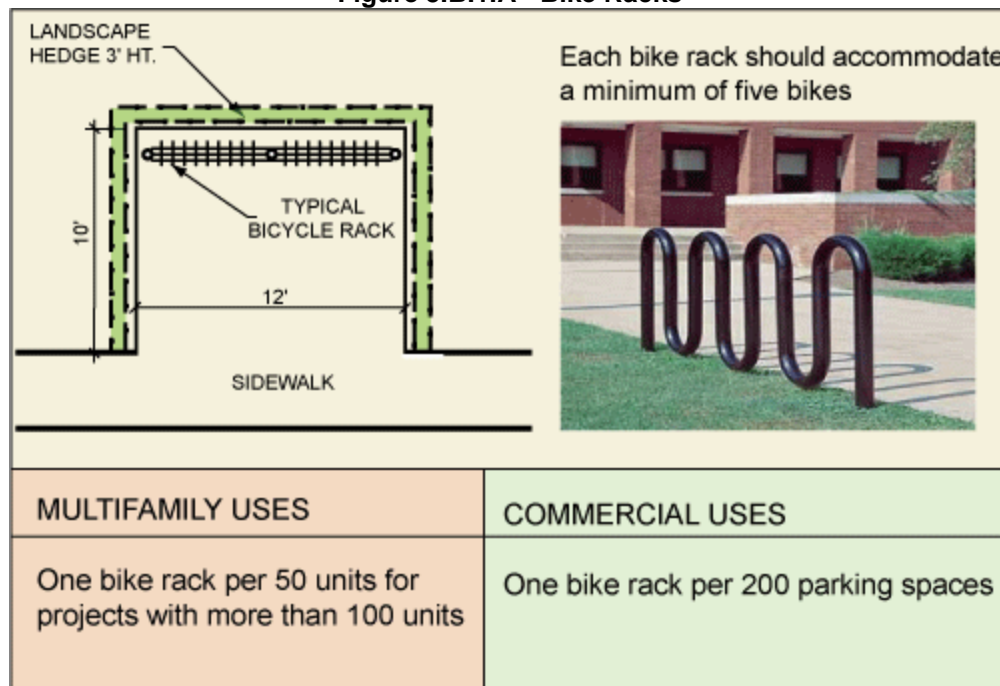 LANDSCAPE
HEDGE 3' HT.
10'
TYPICAL
BICYCLE RACK
12'
SIDEWALK
Each bike rack should accommodate
a minimum of five bikes
MULTIFAMILY USES
One bike rack per 50 units for
projects with more than 100 units
COMMERCIAL USES
One bike rack per 200 parking spaces